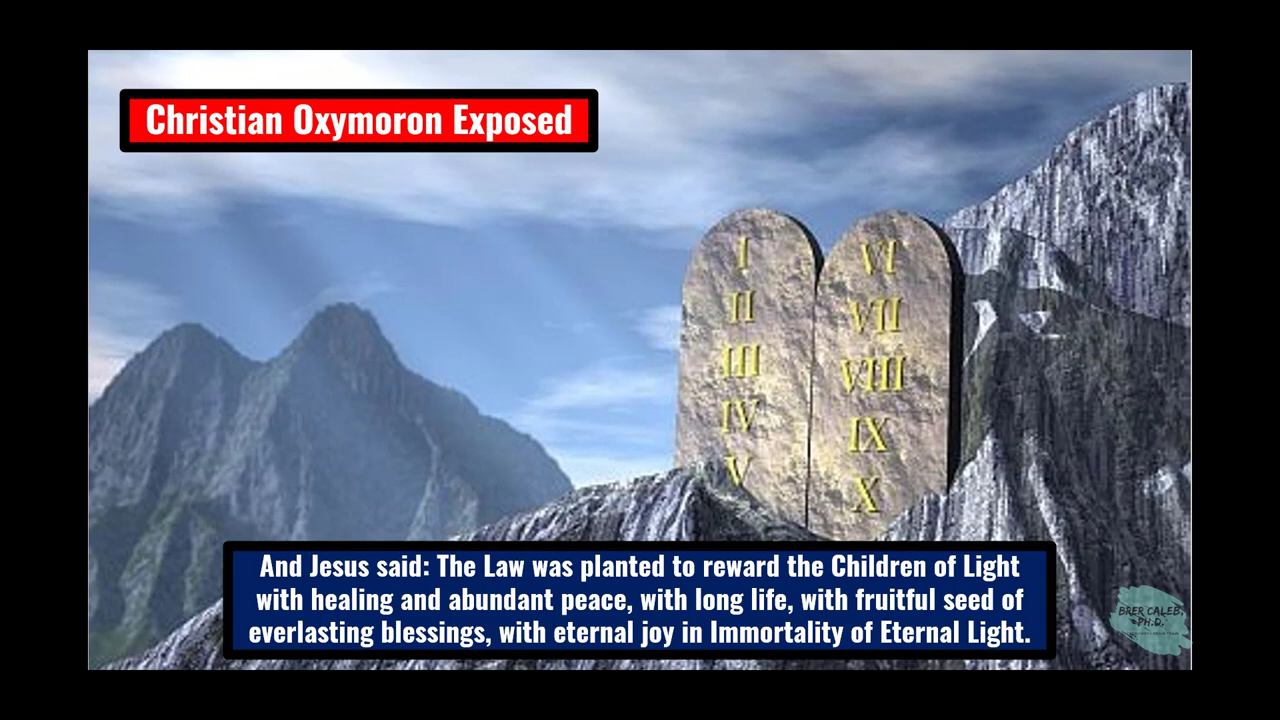 Christian Oxymoron Exposed
I
II
III
IV
V
VI
VII
VIII
IX
X
And Jesus said: The Law was planted to reward the Children of Light
with healing and abundant peace, with long life, with fruitful seed of
everlasting blessings, with eternal joy in Immortality of Eternal Light.
BRER CALEB,
PH.D.